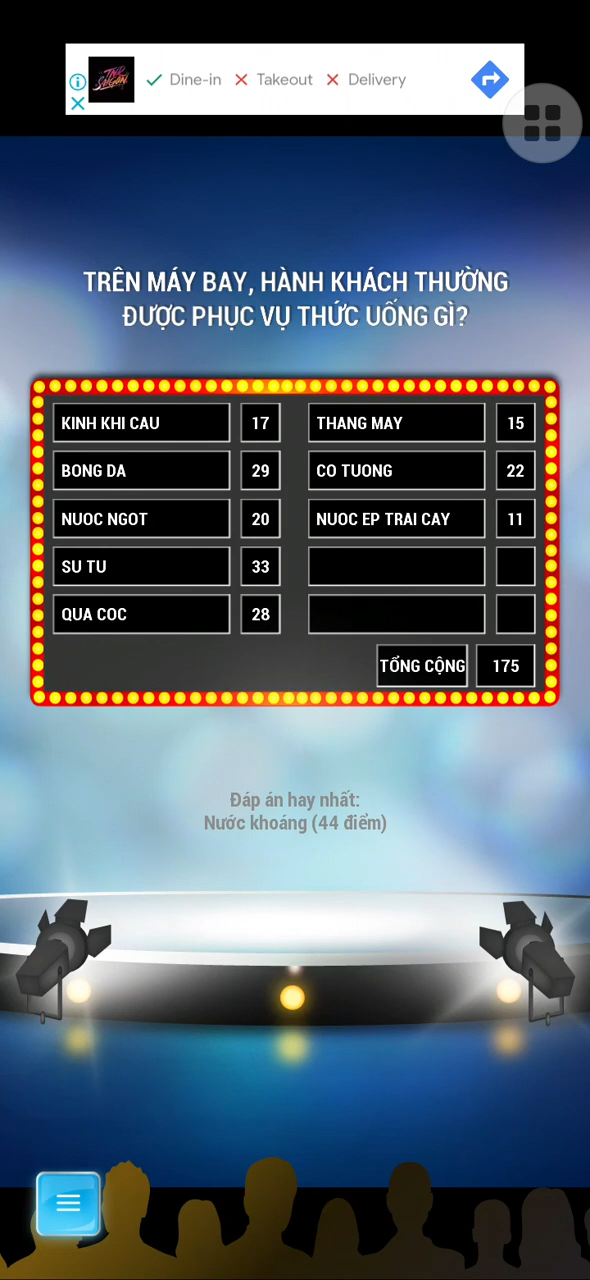 TND
SAIGON
Dine-in
Takeout
Delivery
TRÊN MÁY BAY, HÀNH KHÁCH THƯỜNG
ĐƯỢC PHỤC VỤ THỨC UỐNG GÌ?
KINH KHI CAU 17 THANG MAY 15
BONG DA 29 CO TUONG 22
NUOC NGOT 20 NUOC EP TRAI CAY 11
SU TU 33
QUA COC 28
TỔNG CỘNG 175
Đáp án hay nhất:
Nước khoáng (44 điểm)